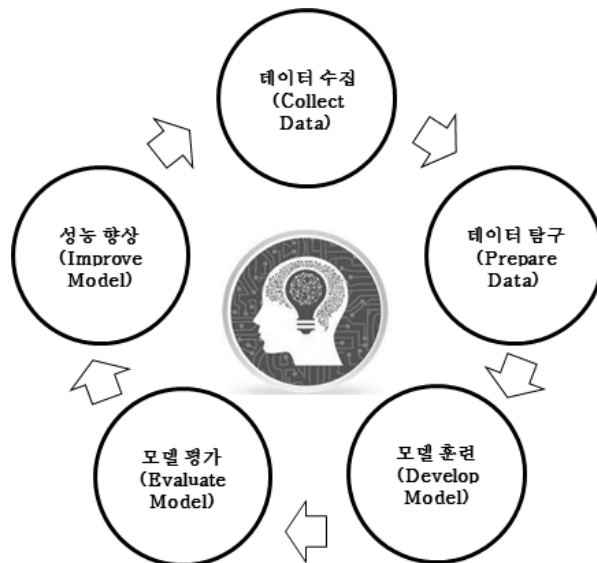 데이터 수집
(Collect
Data)
데이터 탐구
(Prepare
Data)
모델 훈련
(Develop
Model)
모델 평가
(Evaluate
Model)
성능 향상
(Improve
Model)